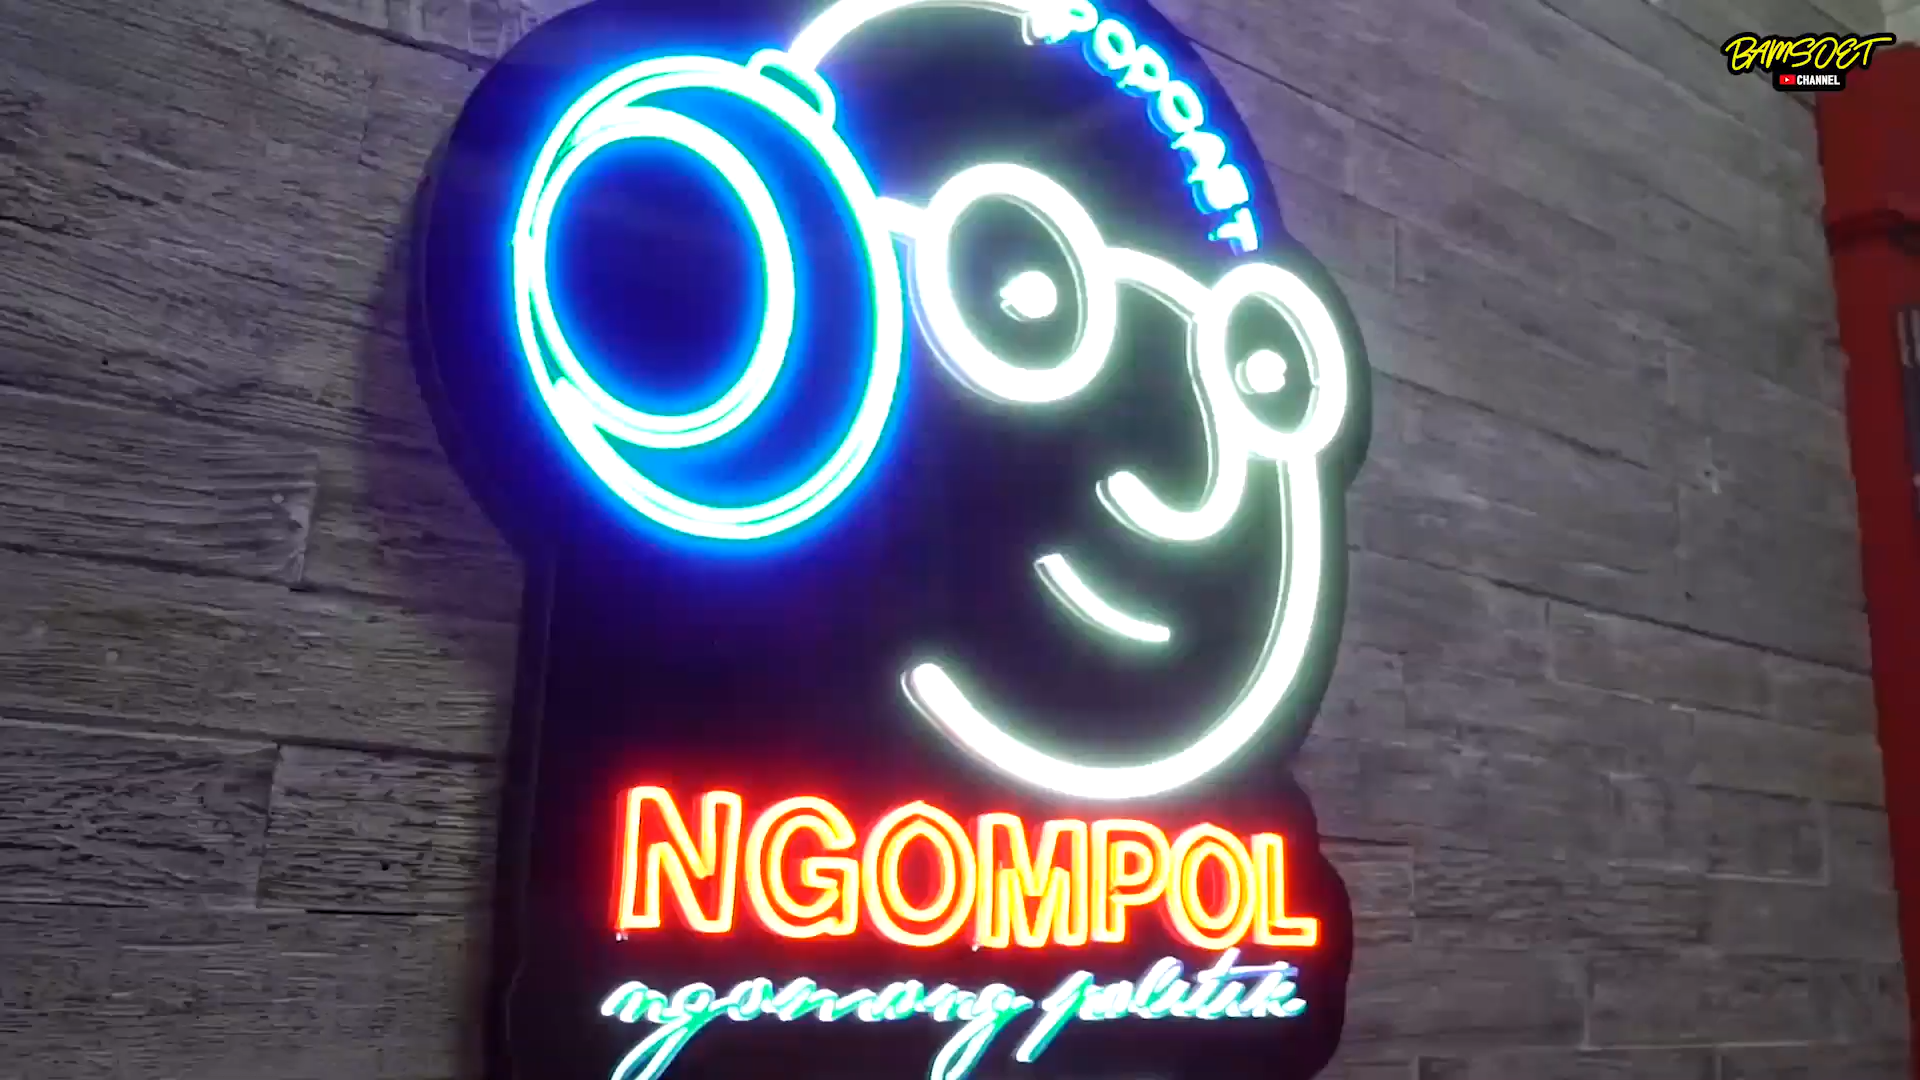 PODCAST
BAMSOET
CHANNEL
NGOMPOL
ngomong politik